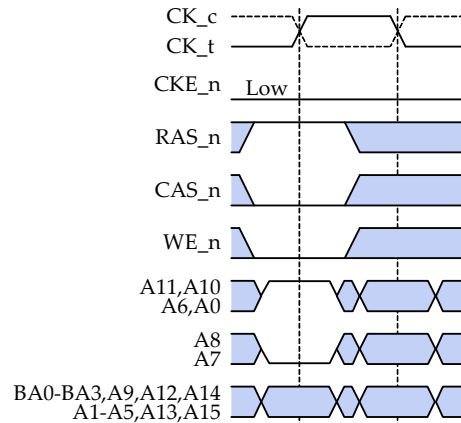 CK_c
CK_t
CKE_n
Low
RAS_n
CAS_n
WE_n
A11,A10
A6,A0
A8
A7
BA0-BA3,A9,A12,A14
A1-A5,A13,A15